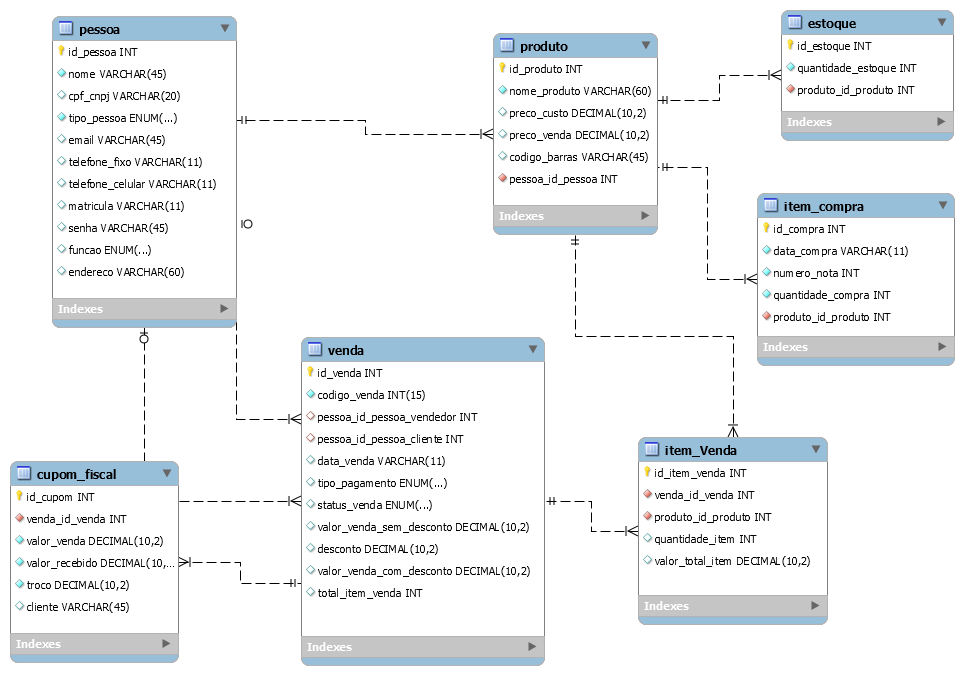 pessoa
id_pessoa INT
nome VARCHAR(45)
cpf_cnpj VARCHAR(20)
tipo_pessoa ENUM(...)
email VARCHAR(45)
telefone_fixo VARCHAR(11)
telefone_celular VARCHAR(11)
matricula VARCHAR(11)
senha VARCHAR(45)
funcao ENUM(...)
endereco VARCHAR(60)
Indexes
produto
id_produto INT
nome_produto VARCHAR(60)
preco_custo DECIMAL(10,2)
preco_venda DECIMAL(10,2)
codigo_barras VARCHAR(45)
pessoa_id_pessoa INT
Indexes
estoque
id_estoque INT
quantidade_estoque INT
produto_id_produto INT
Indexes
item_compra
id_compra INT
data_compra VARCHAR(11)
numero_nota INT
quantidade_compra INT
produto_id_produto INT
Indexes
venda
id_venda INT
codigo_venda INT(15)
pessoa_id_pessoa_vendedor INT
pessoa_id_pessoa_cliente INT
data_venda VARCHAR(11)
tipo_pagamento ENUM(...)
status_venda ENUM(...)
valor_venda_sem_desconto DECIMAL(10,2)
desconto DECIMAL(10,2)
valor_venda_com_desconto DECIMAL(10,2)
total_item_venda INT
Indexes
cupom_fiscal
id_cupom INT
venda_id_venda INT
valor_venda DECIMAL(10,2)
valor_recebido DECIMAL(10,...
troco DECIMAL(10,2)
cliente VARCHAR(45)
Indexes
item_Venda
id_item_venda INT
venda_id_venda INT
produto_id_produto INT
quantidade_item INT
valor_total_item DECIMAL(10,2)
Indexes